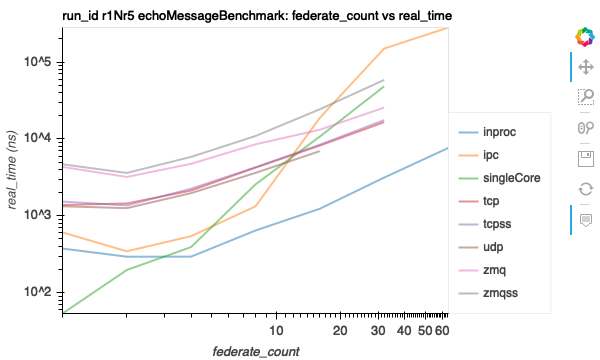 run_id r1Nr5 echoMessageBenchmark: federate_count vs real_time
real_time (ns)
10^5
10^4
10^3
10^2
10
20
30
40
50
60
federate_count
inproc
ipc
singleCore
tcp
tcpss
udp
zmq
zmqss